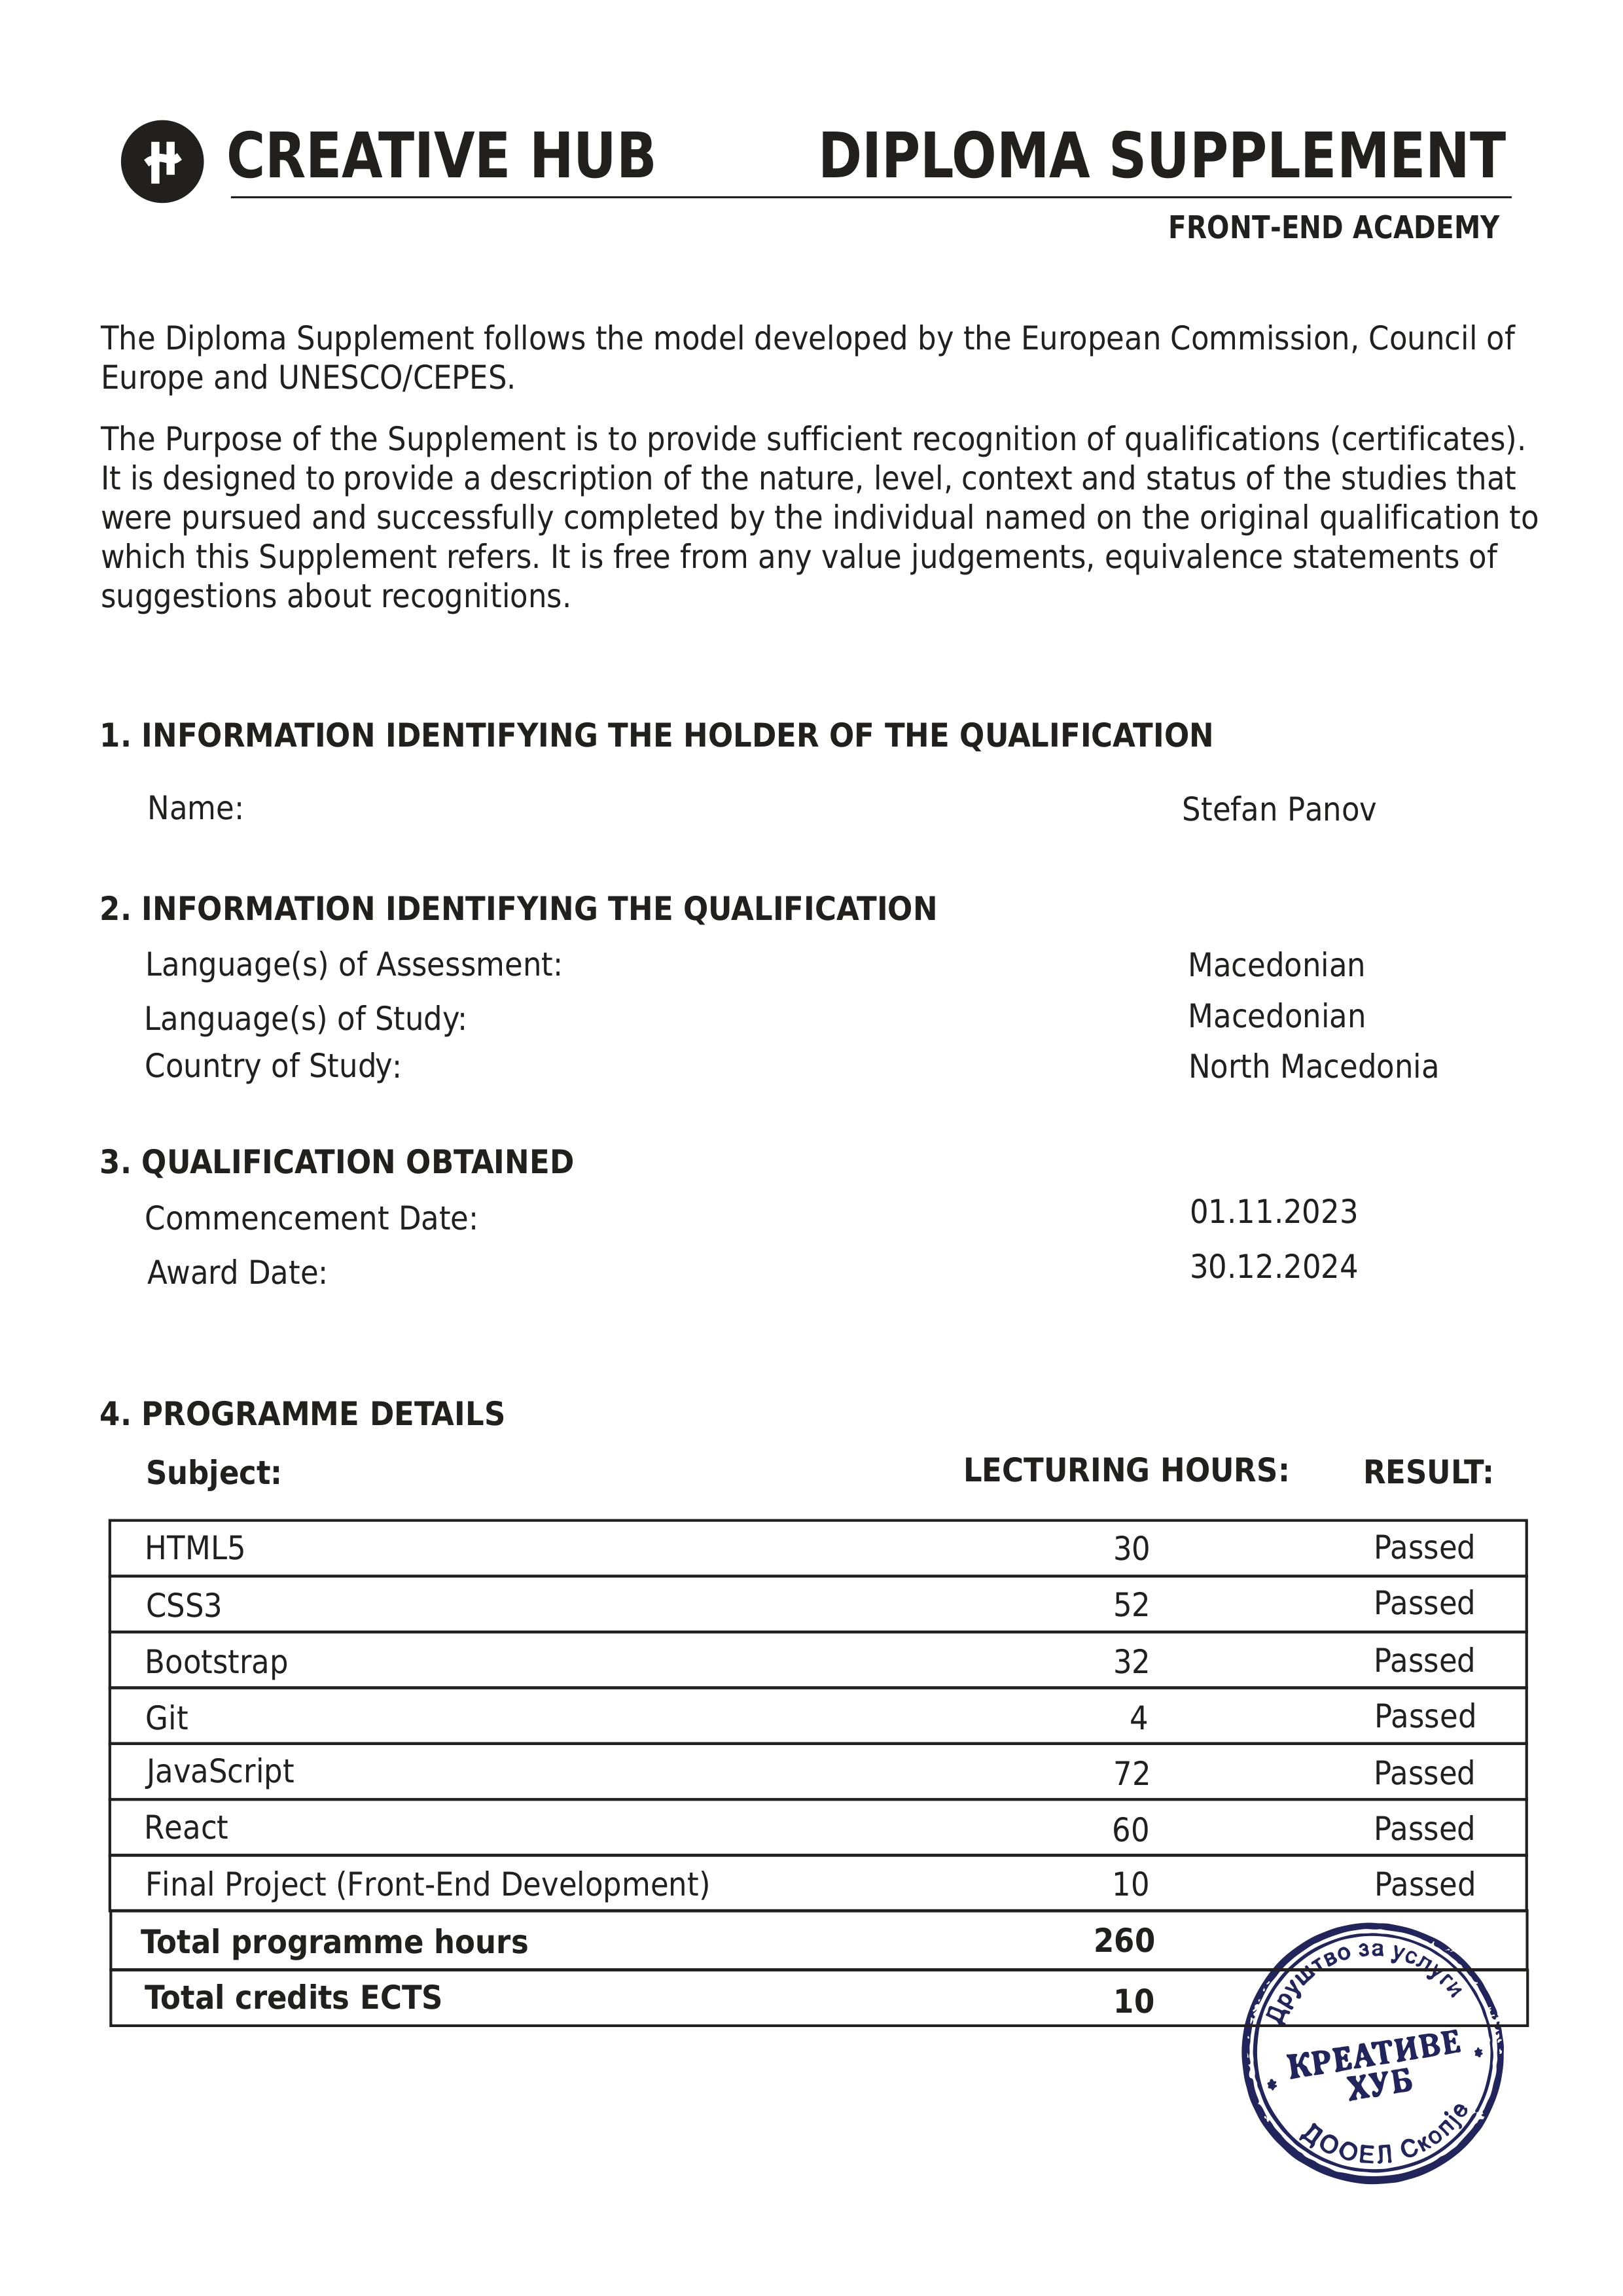 CREATIVE HUB DIPLOMA SUPPLEMENT
FRONT-END ACADEMY
The Diploma Supplement follows the model developed by the European Commission, Council of
Europe and UNESCO/CEPES.
The Purpose of the Supplement is to provide sufficient recognition of qualifications (certificates).
It is designed to provide a description of the nature, level, context and status of the studies that
were pursued and successfully completed by the individual named on the original qualification to
which this Supplement refers. It is free from any value judgements, equivalence statements of
suggestions about recognitions.
1. INFORMATION IDENTIFYING THE HOLDER OF THE QUALIFICATION
Name: Stefan Panov
2. INFORMATION IDENTIFYING THE QUALIFICATION
Language(s) of Assessment: Macedonian
Language(s) of Study: Macedonian
Country of Study: North Macedonia
3. QUALIFICATION OBTAINED
Commencement Date: 01.11.2023
Award Date: 30.12.2024
4. PROGRAMME DETAILS
Subject: LECTURING HOURS: RESULT:
HTML5 30 Passed
CSS3 52 Passed
Bootstrap 32 Passed
Git 4 Passed
JavaScript 72 Passed
React 60 Passed
Final Project (Front-End Development) 10 Passed
Total programme hours 260
Total credits ECTS 10
Друштво за услуги
КРЕАТИВЕ
ХУБ
ДООЕЛ Скопје